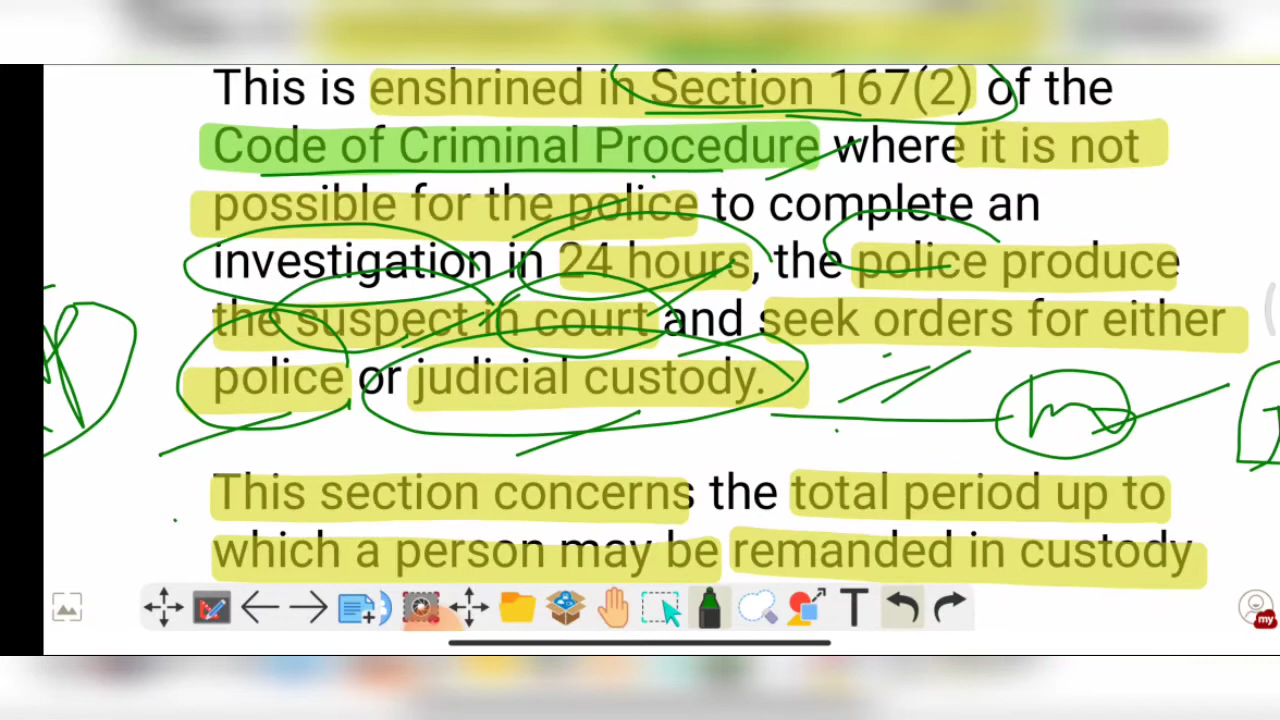 This is enshrined in Section 167(2) of the
Code of Criminal Procedure where it is not
possible for the police to complete an
investigation in 24 hours, the police produce
the suspect in court and seek orders for either
police or judicial custody.
This section concerns the total period up to
which a person may be remanded in custody
T
my